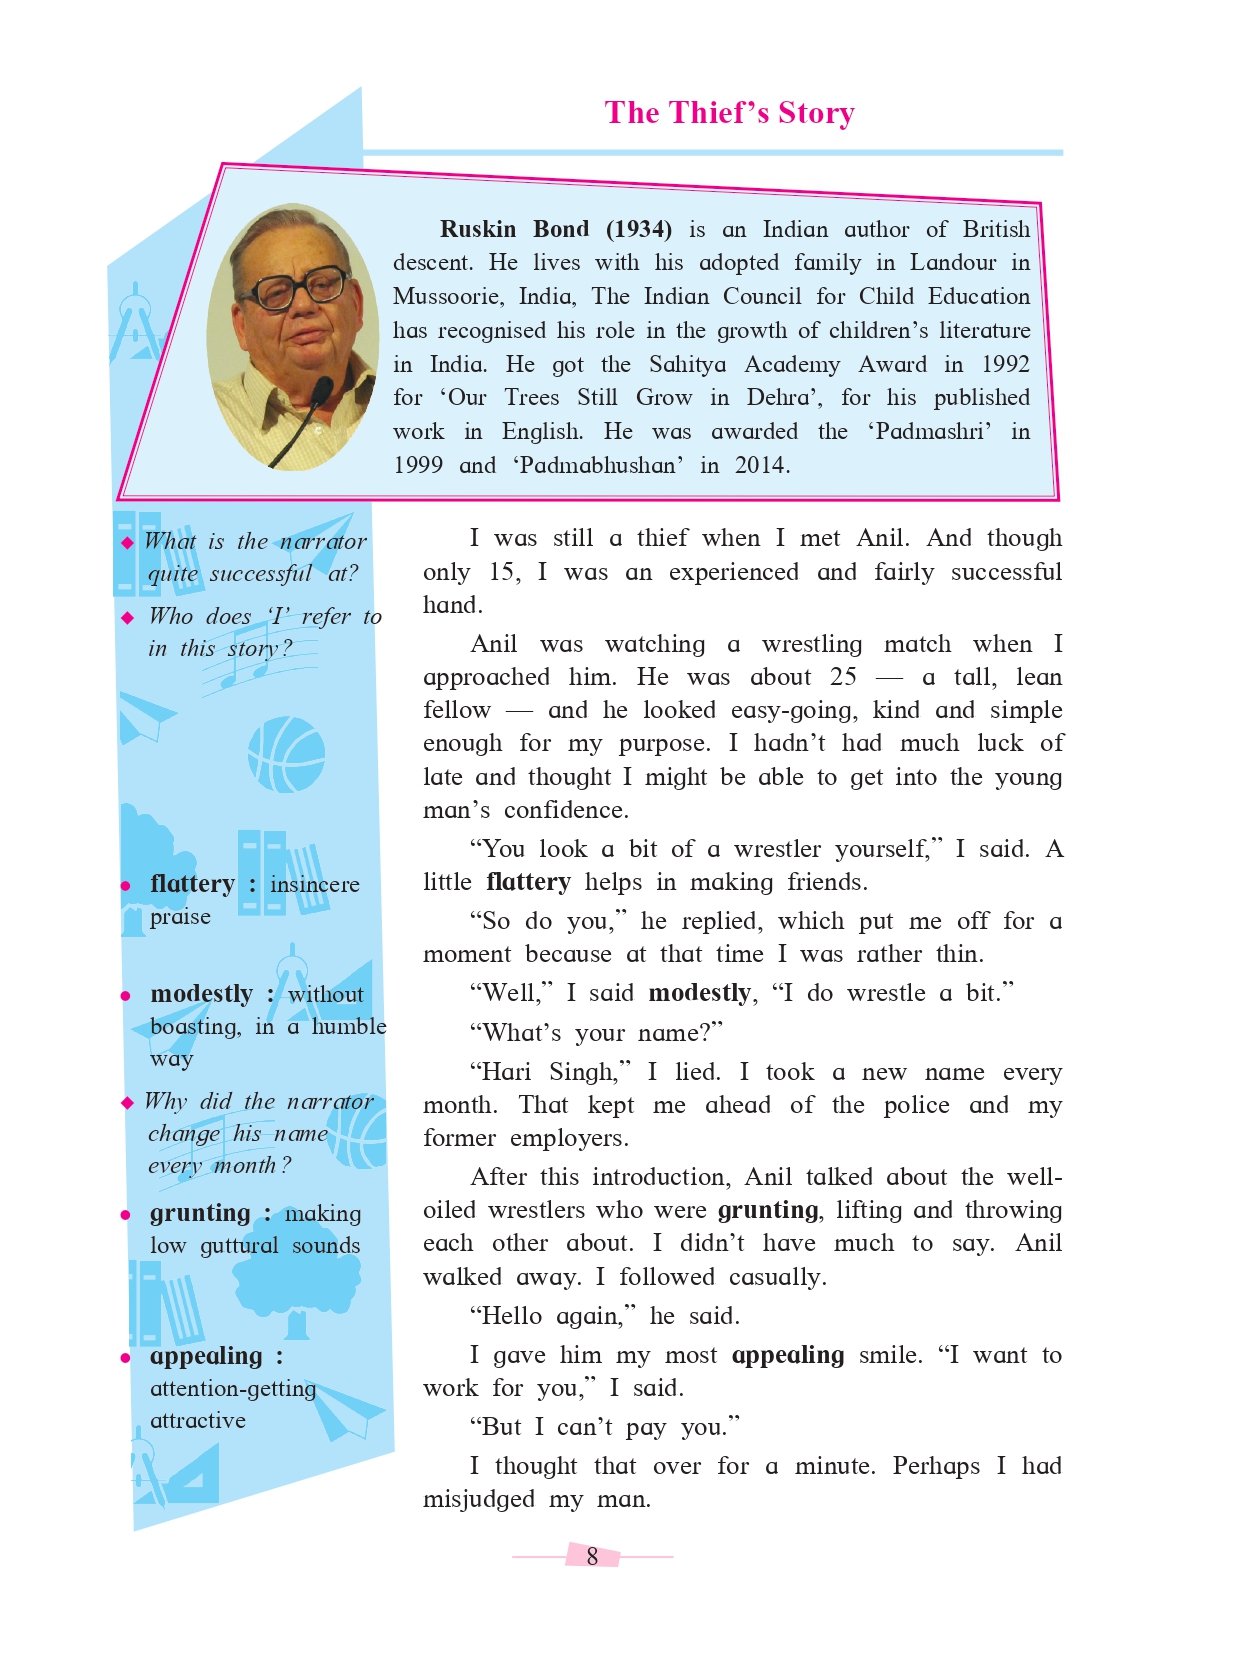 The Thief’s Story
Ruskin Bond (1934) is an Indian author of British
descent. He lives with his adopted family in Landour in
Mussoorie, India, The Indian Council for Child Education
has recognised his role in the growth of children’s literature
in India. He got the Sahitya Academy Award in 1992
for ‘Our Trees Still Grow in Dehra’, for his published
work in English. He was awarded the ‘Padmashri’ in
1999 and ‘Padmabhushan’ in 2014.
◆ What is the narrator
quite successful at?
◆ Who does ‘I’ refer to
in this story?
• flattery : insincere
praise
• modestly : without
boasting, in a humble
way
◆ Why did the narrator
change his name
every month?
• grunting : making
low guttural sounds
• appealing :
attention-getting
attractive
I was still a thief when I met Anil. And though
only 15, I was an experienced and fairly successful
hand.
Anil was watching a wrestling match when I
approached him. He was about 25 — a tall, lean
fellow — and he looked easy-going, kind and simple
enough for my purpose. I hadn’t had much luck of
late and thought I might be able to get into the young
man’s confidence.
“You look a bit of a wrestler yourself,” I said. A
little flattery helps in making friends.
“So do you,” he replied, which put me off for a
moment because at that time I was rather thin.
“Well,” I said modestly, “I do wrestle a bit.”
“What’s your name?”
“Hari Singh,” I lied. I took a new name every
month. That kept me ahead of the police and my
former employers.
After this introduction, Anil talked about the well-
oiled wrestlers who were grunting, lifting and throwing
each other about. I didn’t have much to say. Anil
walked away. I followed casually.
“Hello again,” he said.
I gave him my most appealing smile. “I want to
work for you,” I said.
“But I can’t pay you.”
I thought that over for a minute. Perhaps I had
misjudged my man.
8